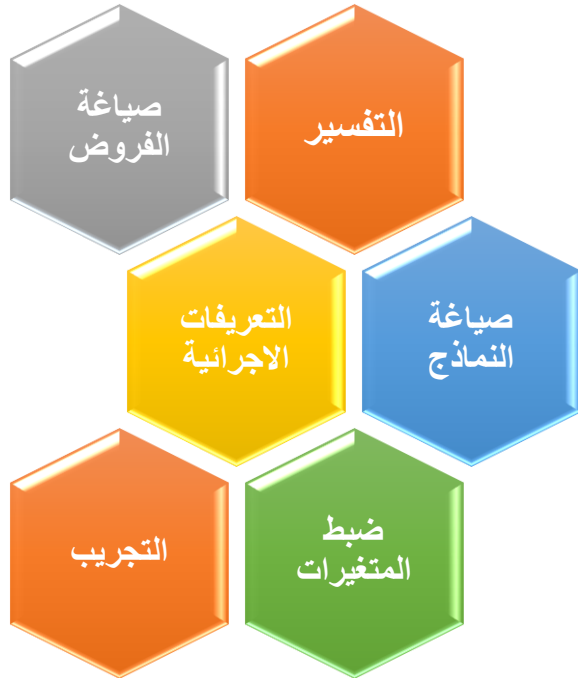 التفسير
صياغة
الفروض
صياغة
النماذج
التعريفات
الاجرائية
ضبط
المتغيرات
التجريب